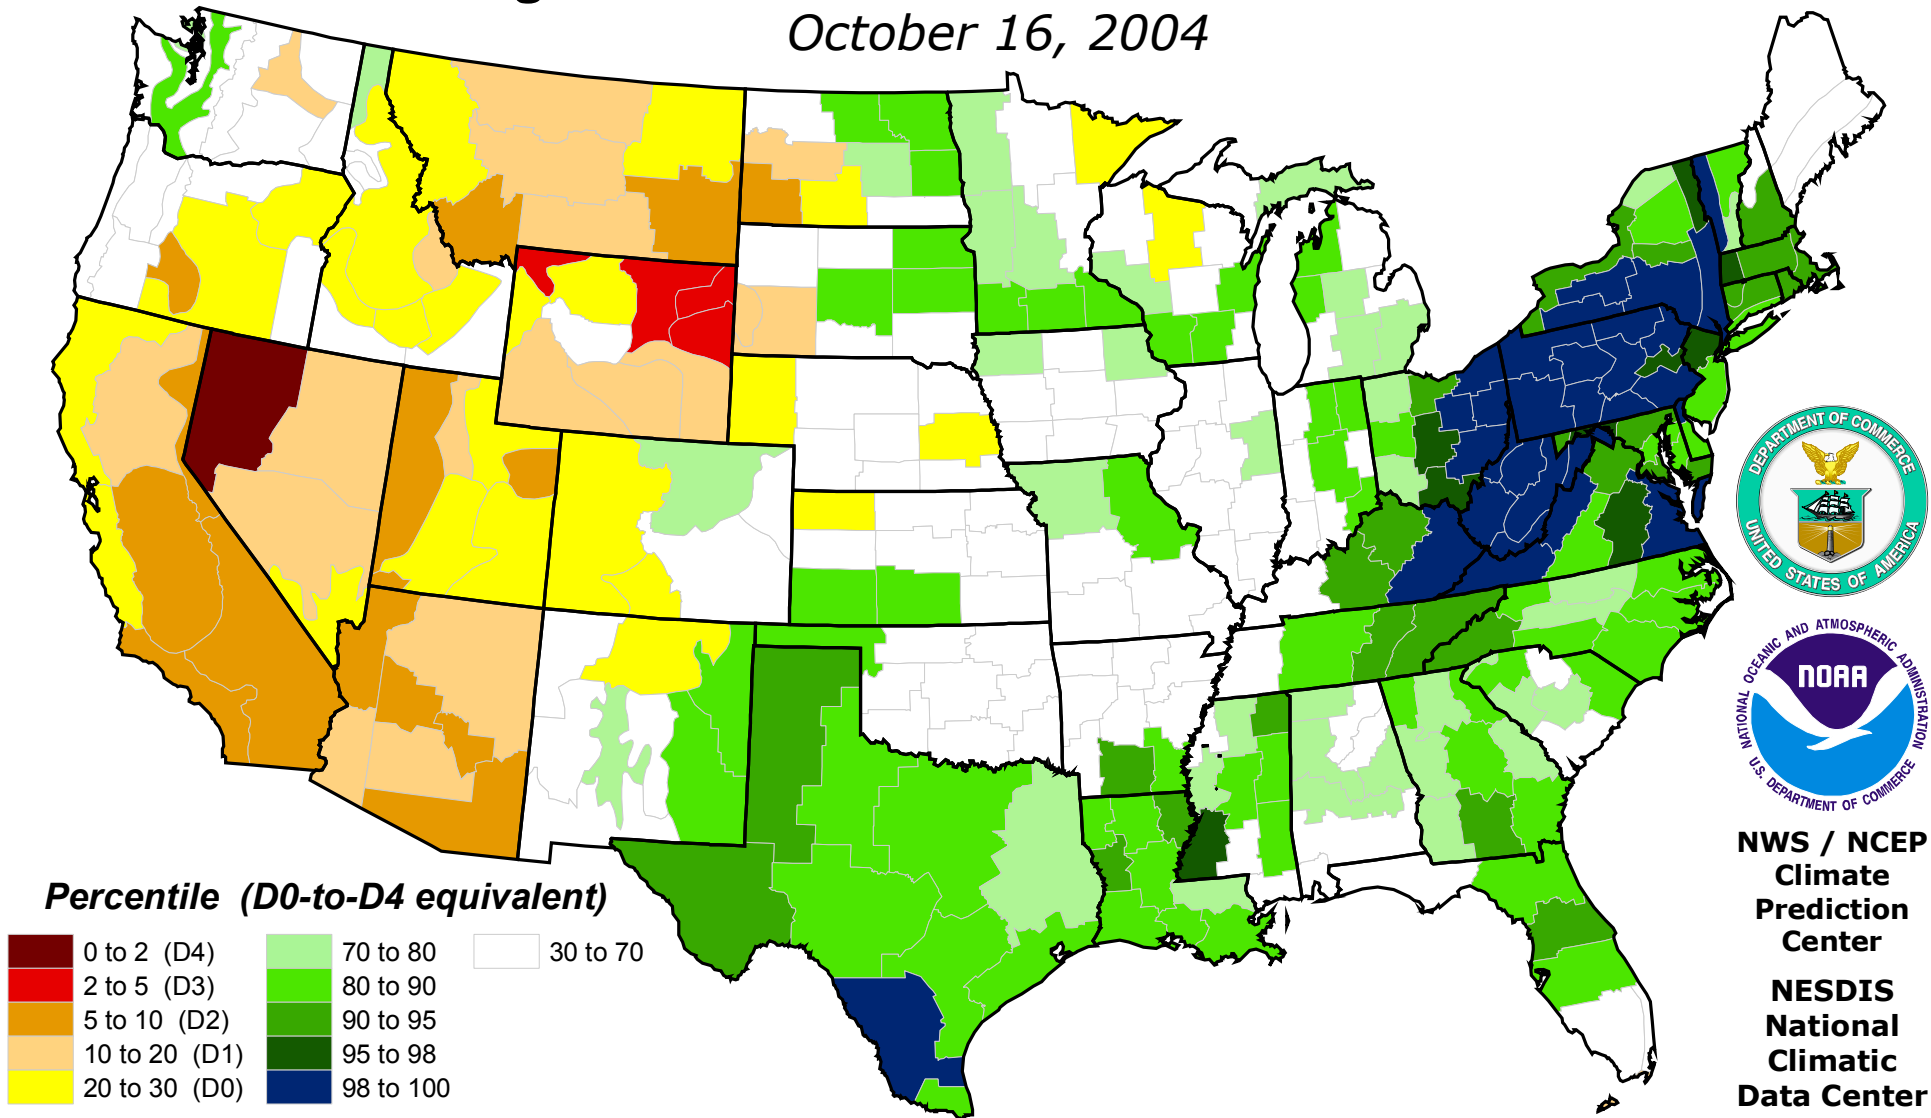 October 16, 2004
Percentile (D0-to-D4 equivalent)
0 to 2 (D4)
2 to 5 (D3)
5 to 10 (D2)
10 to 20 (D1)
20 to 30 (D0)
70 to 80
80 to 90
90 to 95
95 to 98
98 to 100
30 to 70
DEPARTMENT OF COMMERCE
UNITED STATES OF AMERICA
NATIONAL OCEANIC AND ATMOSPHERIC ADMINISTRATION
NOAA
U.S. DEPARTMENT OF COMMERCE
NWS / NCEP
Climate
Prediction
Center
NESDIS
National
Climatic
Data Center